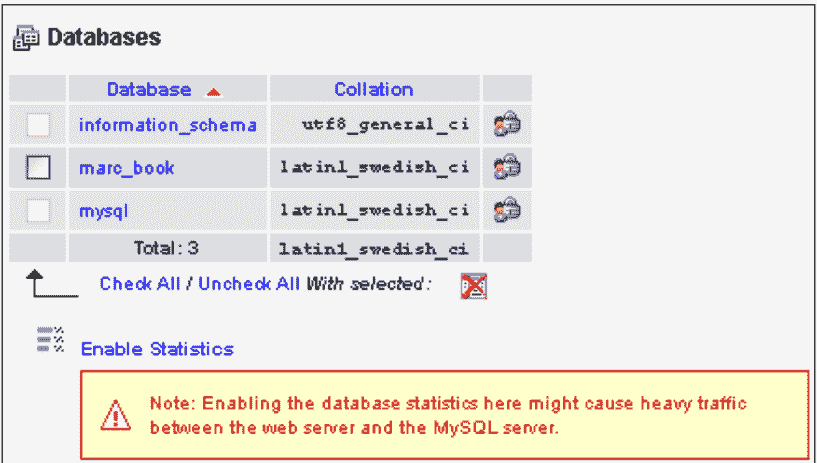 Databases
Database Collation
information_schema utf8_general_ci
marc_book latin1_swedish_ci
mysql latin1_swedish_ci
Total: 3 latin1_swedish_ci
Check All / Uncheck All With selected:
Enable Statistics
Note: Enabling the database statistics here might cause heavy traffic
between the web server and the MySQL server.